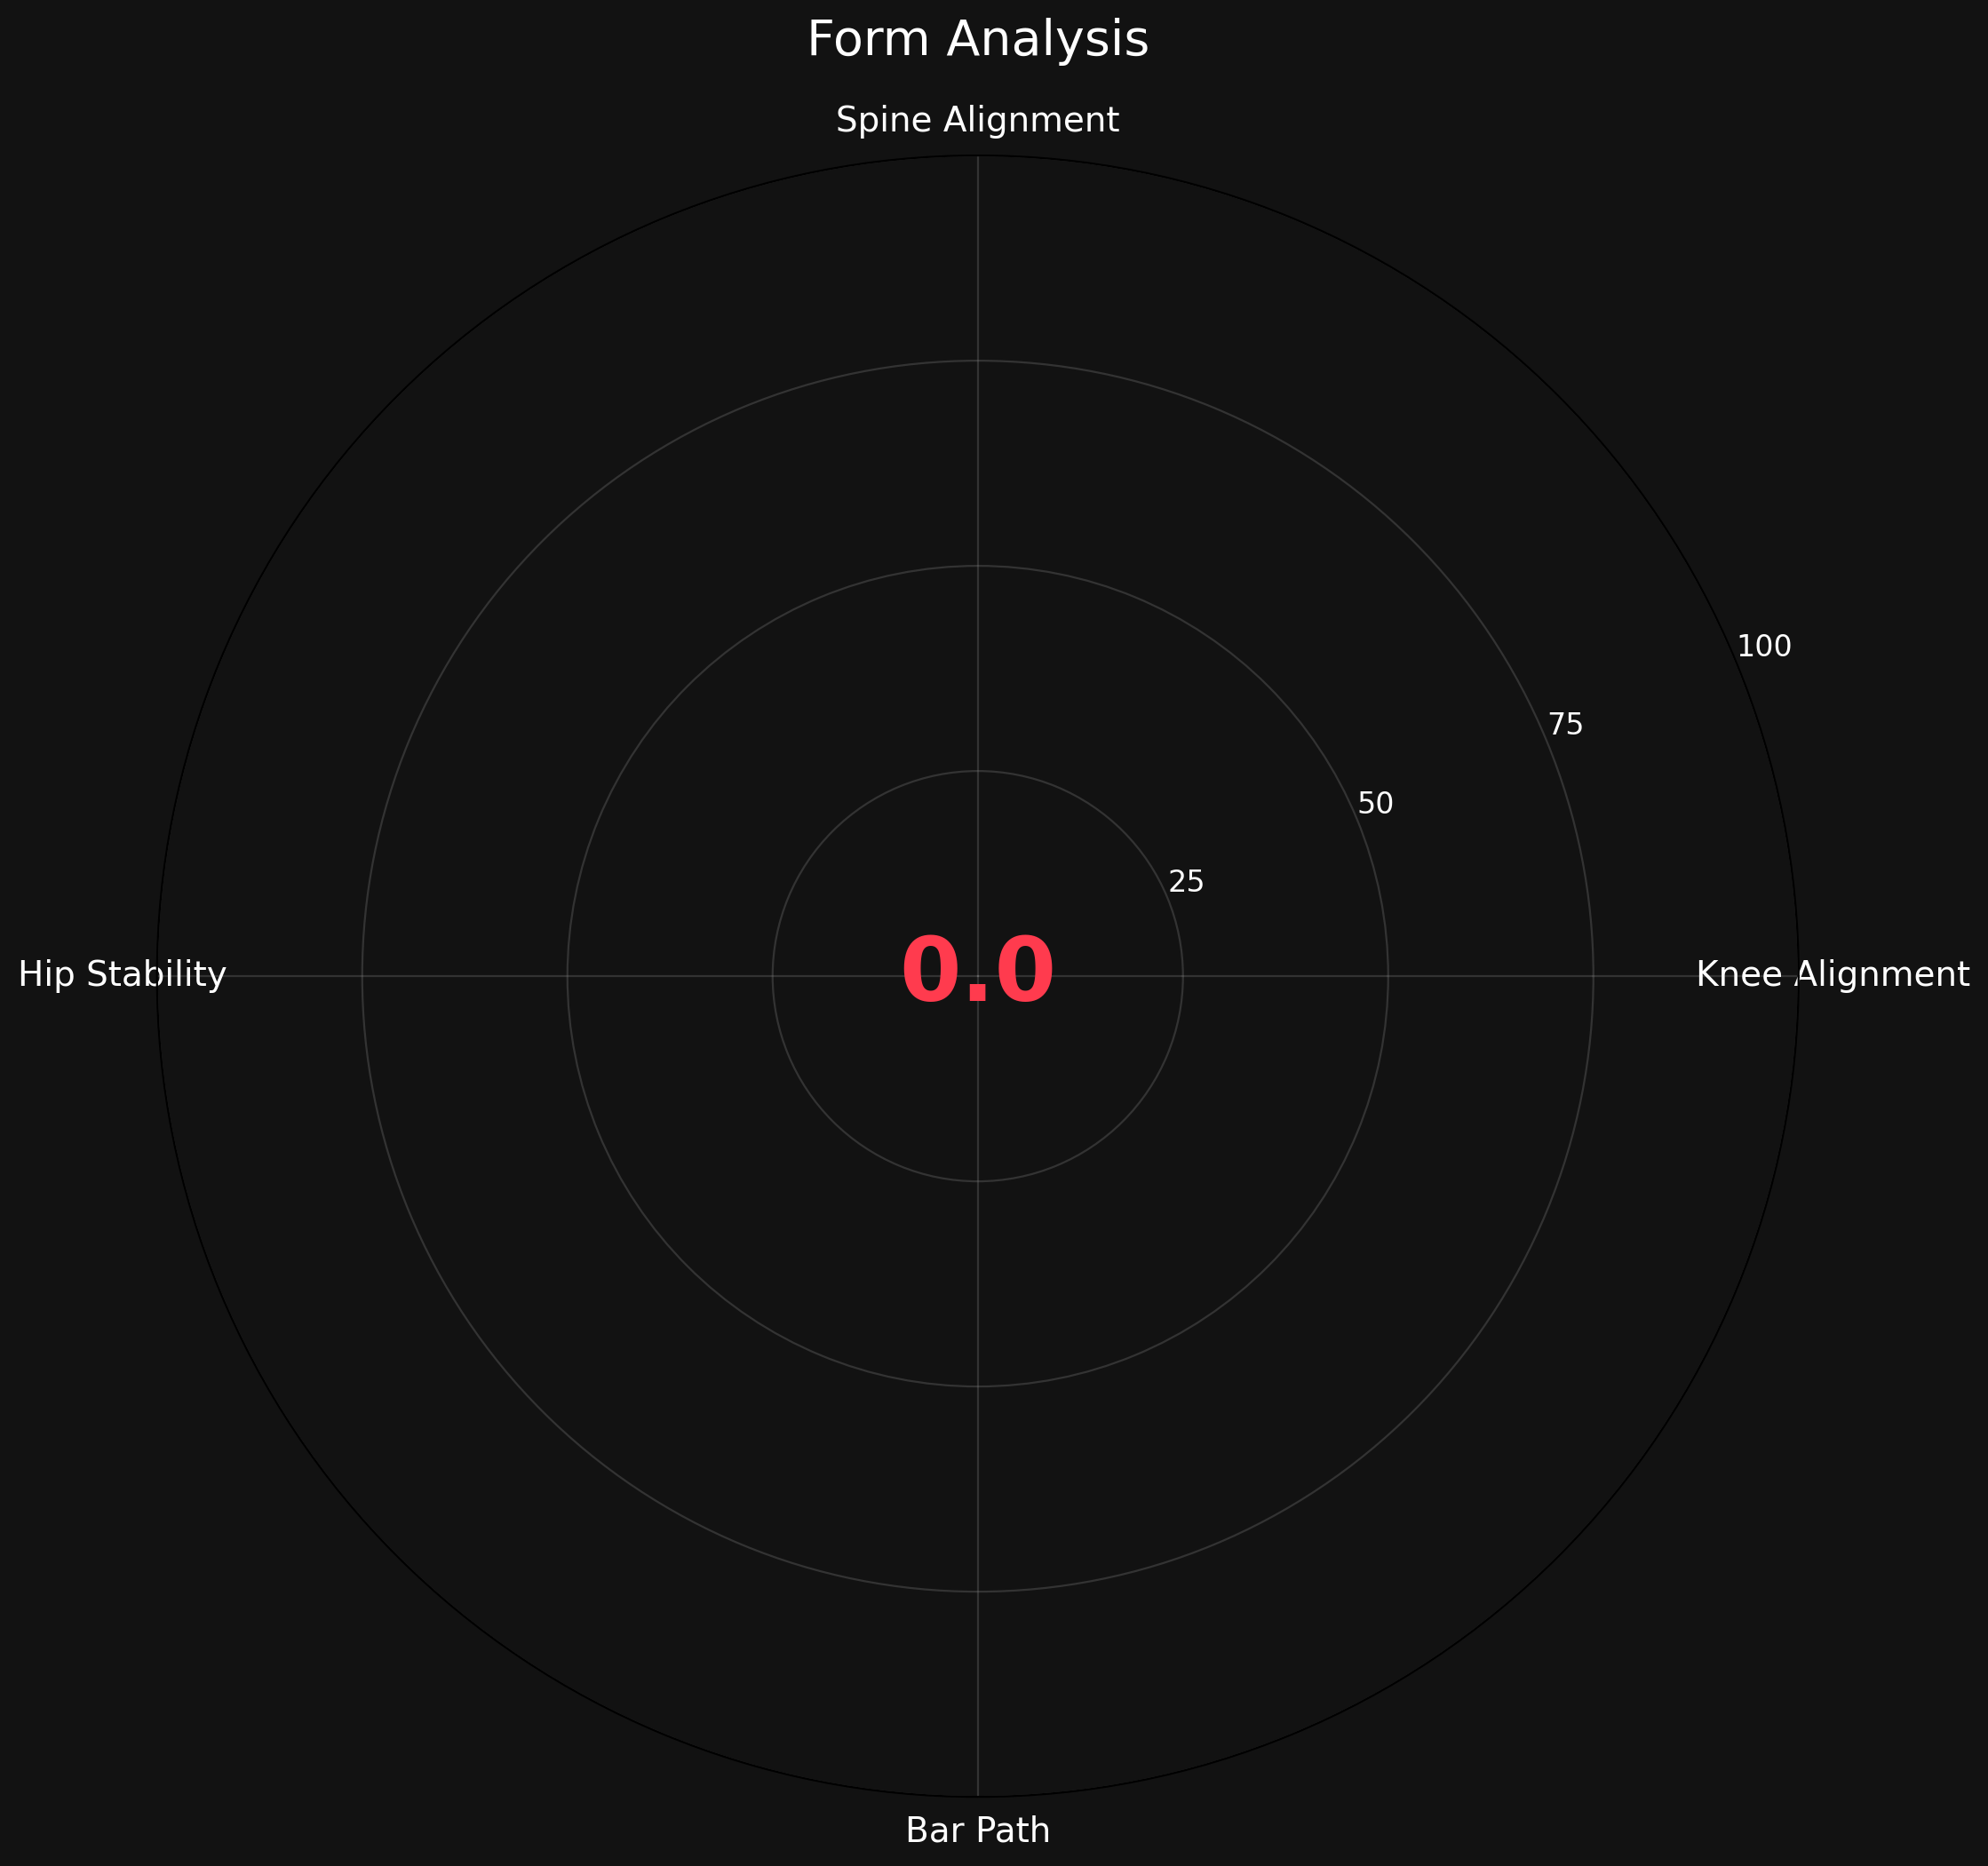 Form Analysis
Spine Alignment
100
75
50
25
0.0
Hip Stability
Knee Alignment
Bar Path